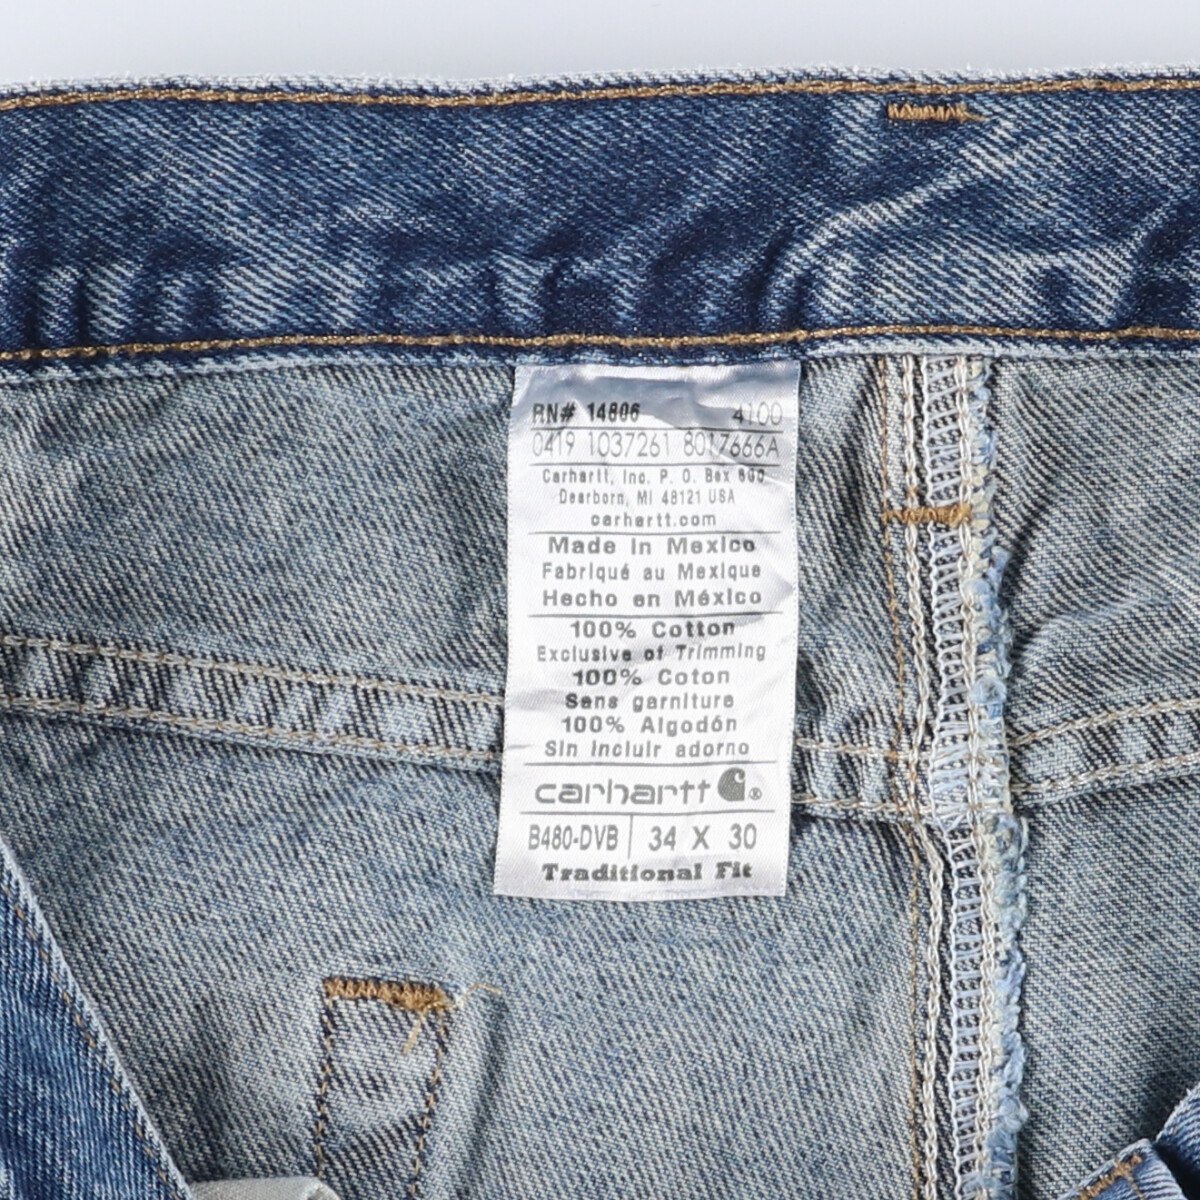 RN# 14806 4100
0419 1037261 8017666A
Carhartt, Inc. P. O. Box 600
Dearborn, MI 48121 USA
carhartt.com
Made in Mexico
Fabriqué au Mexique
Hecho en México
100% Cotton
Exclusive of Trimming
100% Coton
Sans garniture
100% Algodón
Sin incluir adorno
carhartt ®
B480-DVB 34 X 30
Traditional Fit